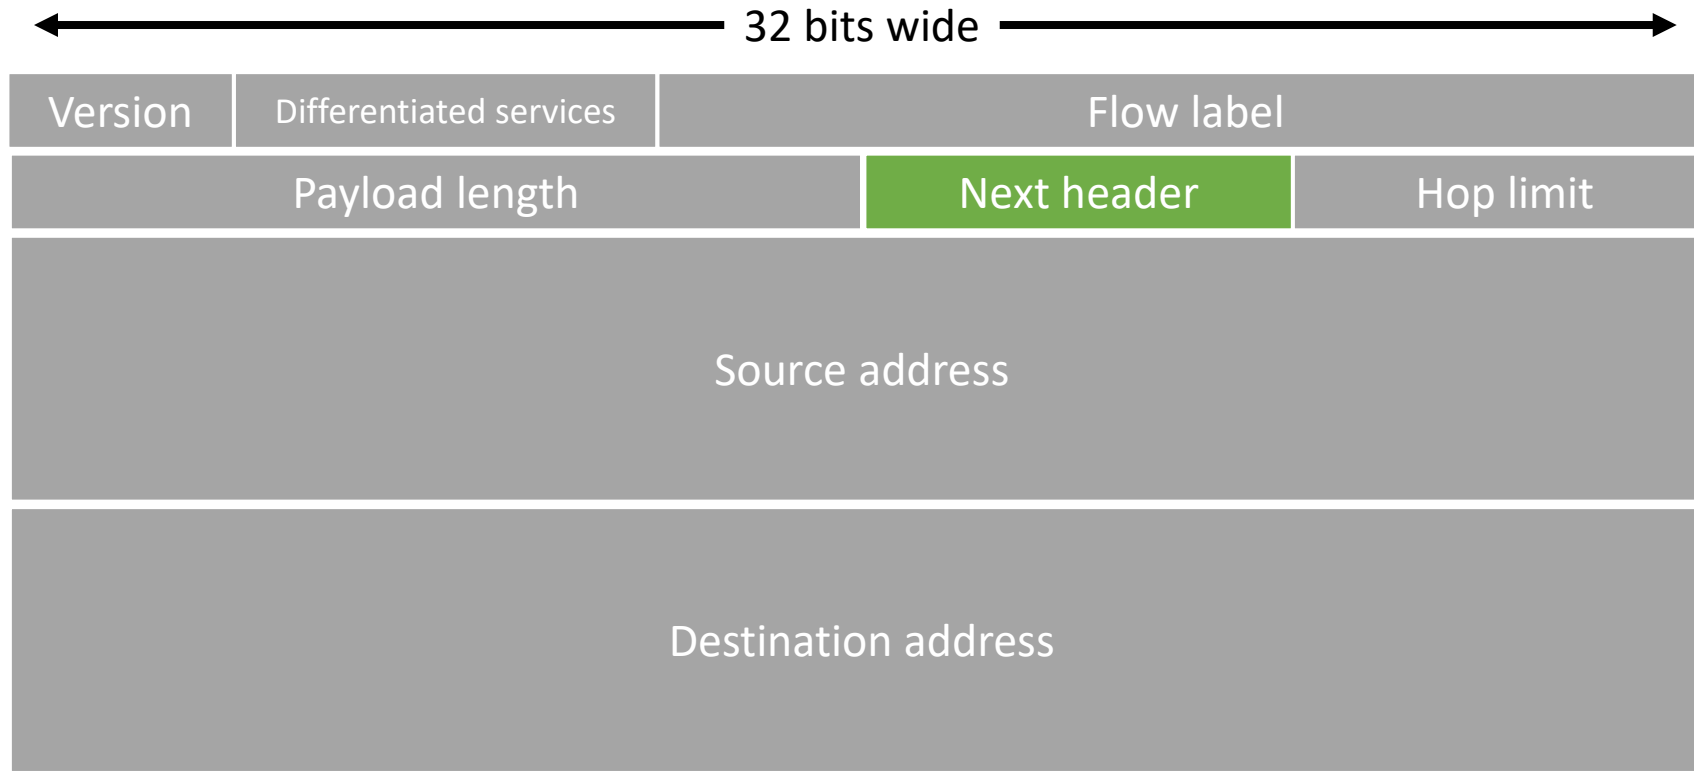 32 bits wide
Version Differentiated services Flow label
Payload length Next header Hop limit
Source address
Destination address